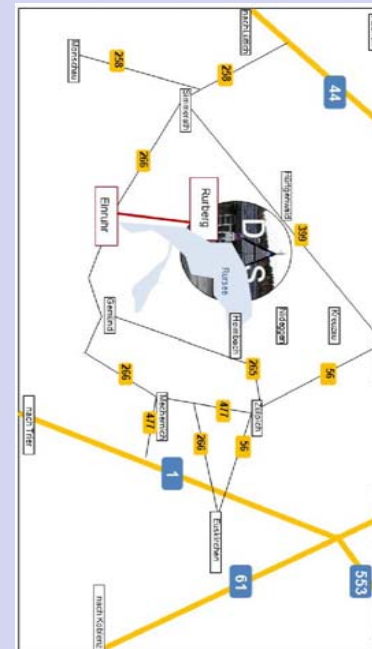 nach Lüttich
44
258
258
Monschau
Simmerath
266
399
Hürtgenwald
Rurberg
Einruhr
DAS
Rursee
Kreuzau
Nideggen
Heimbach
Gemünd
265
56
266
477
Zülpich
Mechernich
477
266
56
1
nach Trier
Euskirchen
553
61
nach Koblenz